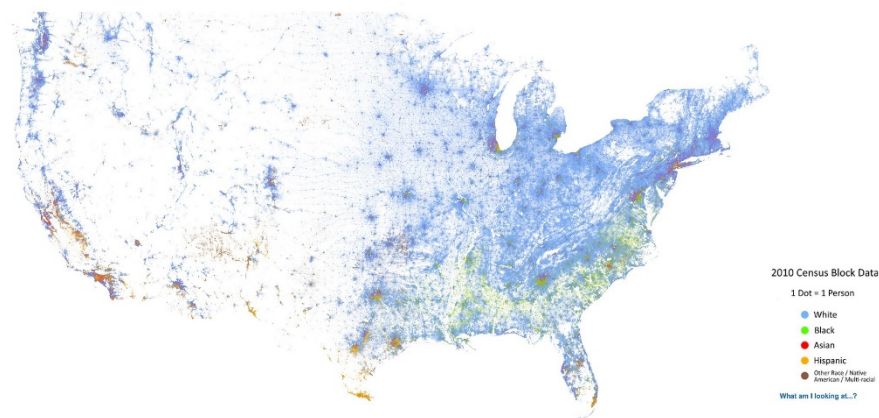 2010 Census Block Data
1 Dot = 1 Person
White
Black
Asian
Hispanic
Other Race / Native
American / Multi-racial
What am I looking at...?